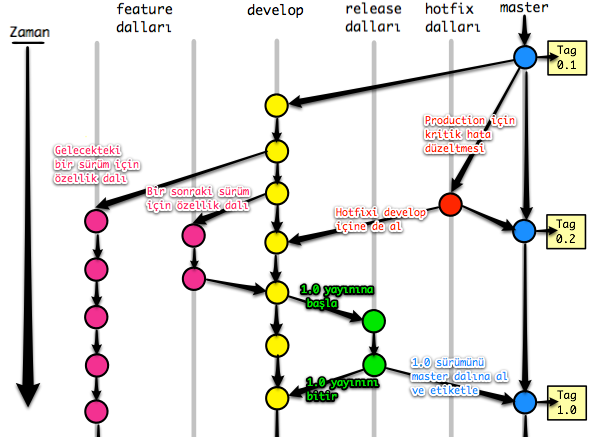 feature
dalları
develop
release
dalları
hotfix
dalları
master
Zaman
Tag
0.1
Production için
kritik hata
düzeltmesi
Gelecekteki
bir sürüm için
özellik dalı
Bir sonraki sürüm
için özellik dalı
Hotfixi develop
içine de al
Tag
0.2
1.0 yayınına
başla
1.0 sürümünü
master dalına al
ve etiketle
1.0 yayınını
bitir
Tag
1.0